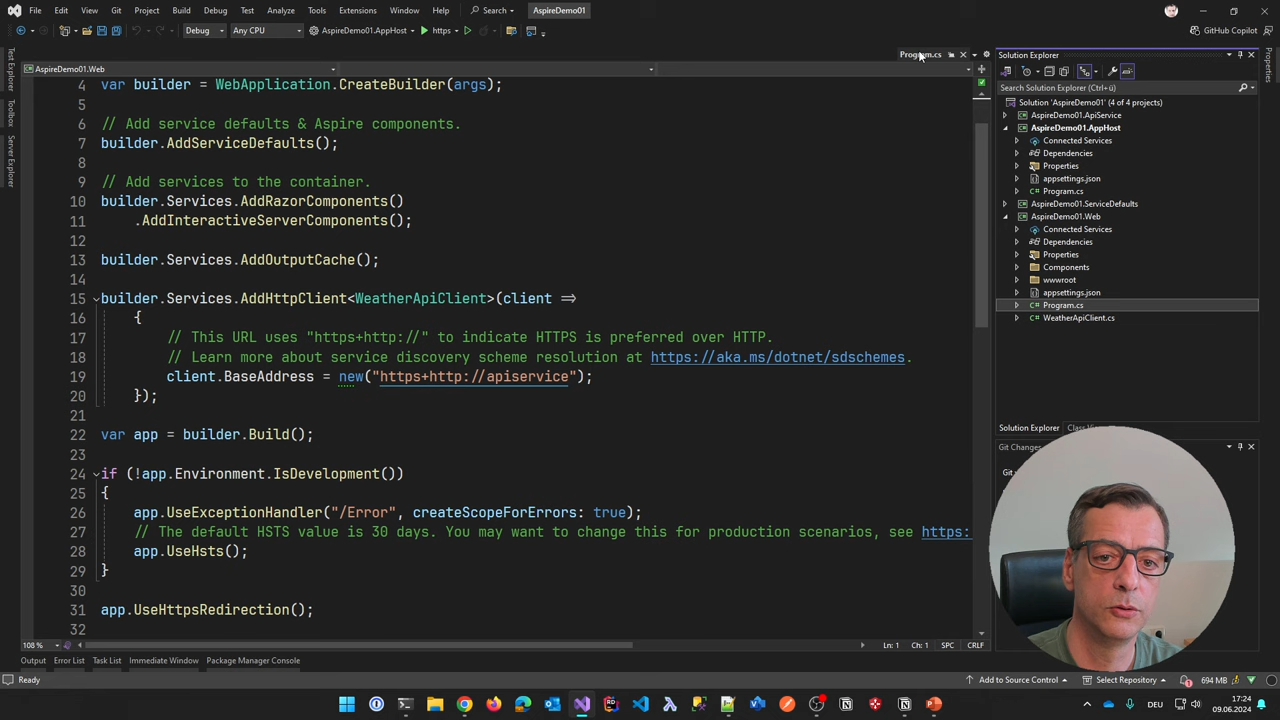 File Edit View Git Project Build Debug Test Analyze Tools Extensions Window Help Search AspireDemo01
Debug Any CPU AspireDemo01.AppHost https GitHub Copilot
Test Explorer
Toolbox
Server Explorer
Program.cs
AspireDemo01.Web
4 var builder = WebApplication.CreateBuilder(args);
5
6 // Add service defaults & Aspire components.
7 builder.AddServiceDefaults();
8
9 // Add services to the container.
10 builder.Services.AddRazorComponents()
11 .AddInteractiveServerComponents();
12
13 builder.Services.AddOutputCache();
14
15 builder.Services.AddHttpClient<WeatherApiClient>(client =>
16 {
17 // This URL uses "https+http://" to indicate HTTPS is preferred over HTTP.
18 // Learn more about service discovery scheme resolution at https://aka.ms/dotnet/sdschemes.
19 client.BaseAddress = new("https+http://apiservice");
20 });
21
22 var app = builder.Build();
23
24 if (!app.Environment.IsDevelopment())
25 {
26 app.UseExceptionHandler("/Error", createScopeForErrors: true);
27 // The default HSTS value is 30 days. You may want to change this for production scenarios, see https:
28 app.UseHsts();
29 }
30
31 app.UseHttpsRedirection();
32
108 % Ln: 1 Ch: 1 SPC CRLF
Output Error List Task List Immediate Window Package Manager Console
Solution Explorer
Search Solution Explorer (Ctrl+ü)
Solution 'AspireDemo01' (4 of 4 projects)
AspireDemo01.ApiService
AspireDemo01.AppHost
Connected Services
Dependencies
Properties
appsettings.json
Program.cs
AspireDemo01.ServiceDefaults
AspireDemo01.Web
Connected Services
Dependencies
Properties
Components
wwwroot
appsettings.json
Program.cs
WeatherApiClient.cs
Solution Explorer
Git Changes
Properties
Ready Add to Source Control Select Repository 694 MB
DEU 17:24
09.06.2024